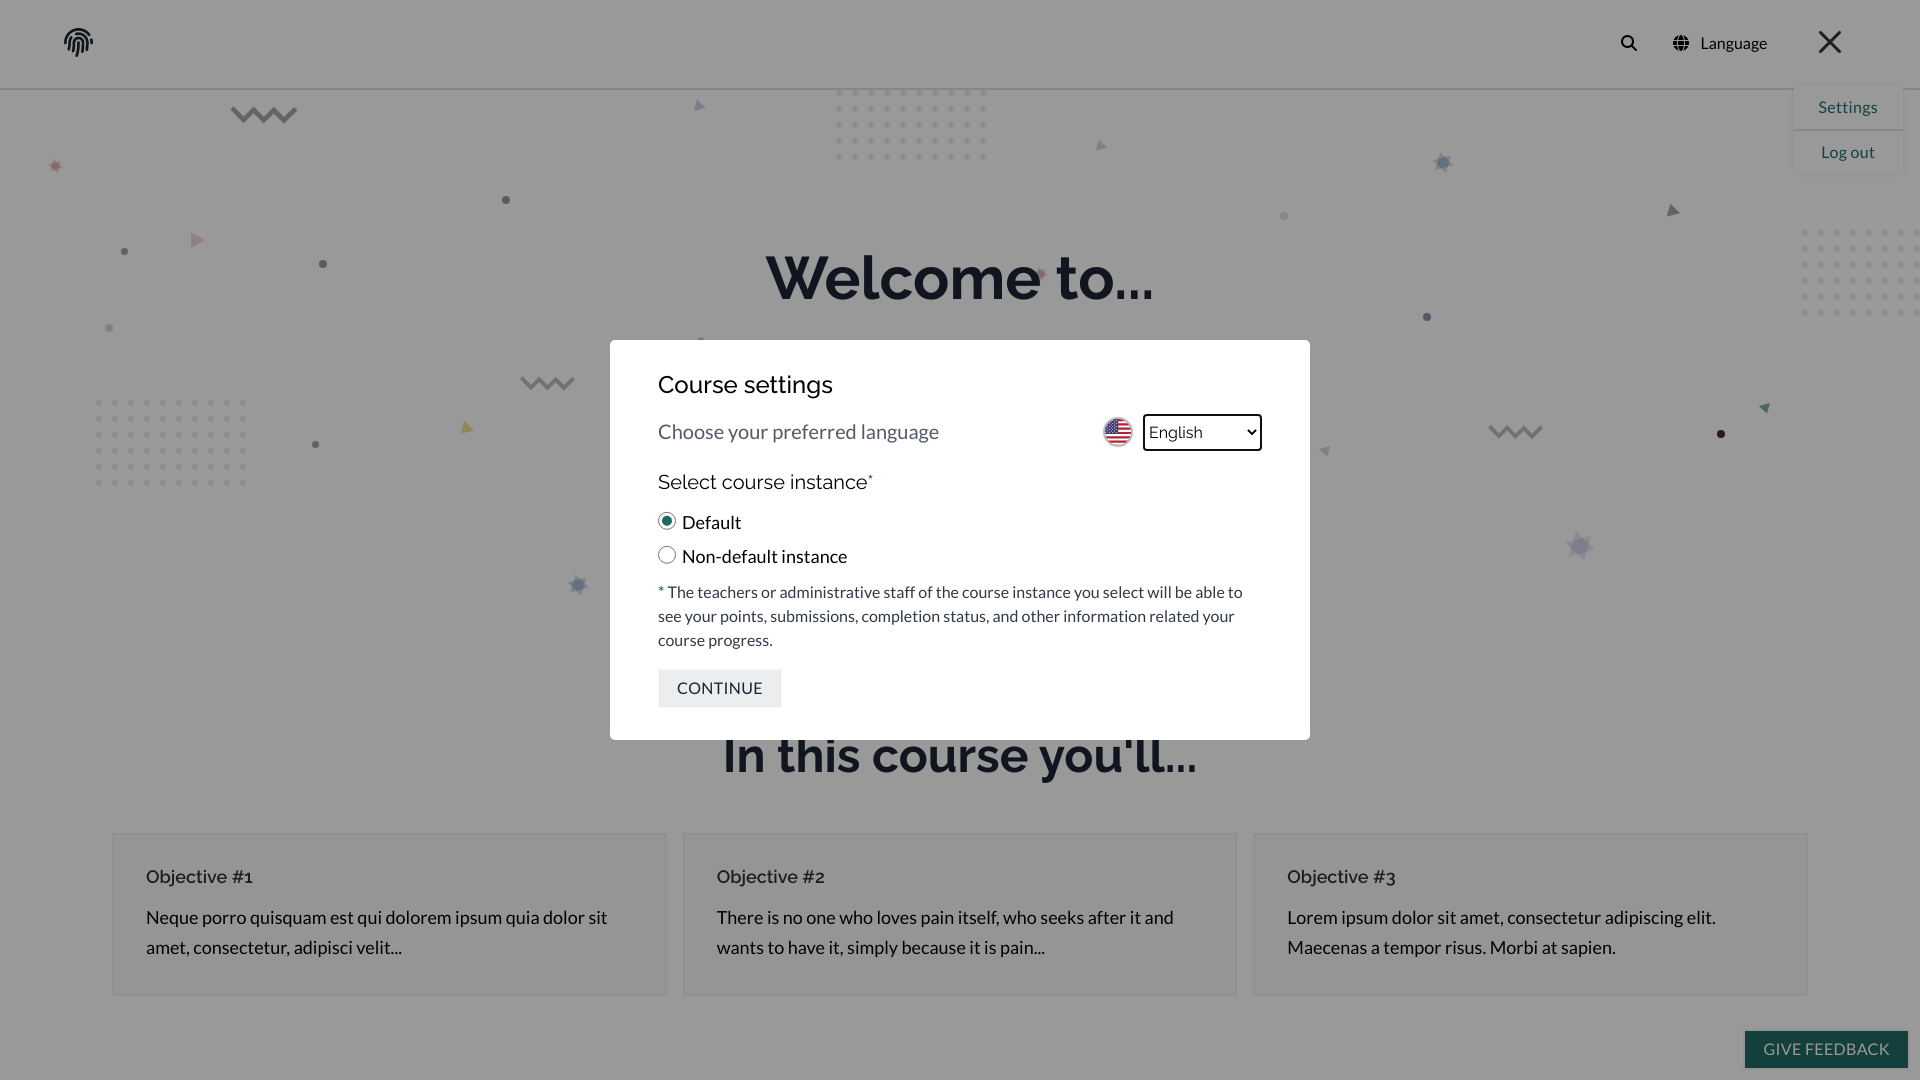 Language
Settings
Log out
Welcome to...
Course settings
Choose your preferred language
English
Select course instance*
Default
Non-default instance
* The teachers or administrative staff of the course instance you select will be able to
see your points, submissions, completion status, and other information related your
course progress.
CONTINUE
In this course you'll...
Objective #1
Neque porro quisquam est qui dolorem ipsum quia dolor sit
amet, consectetur, adipisci velit...
Objective #2
There is no one who loves pain itself, who seeks after it and
wants to have it, simply because it is pain...
Objective #3
Lorem ipsum dolor sit amet, consectetur adipiscing elit.
Maecenas a tempor risus. Morbi at sapien.
GIVE FEEDBACK